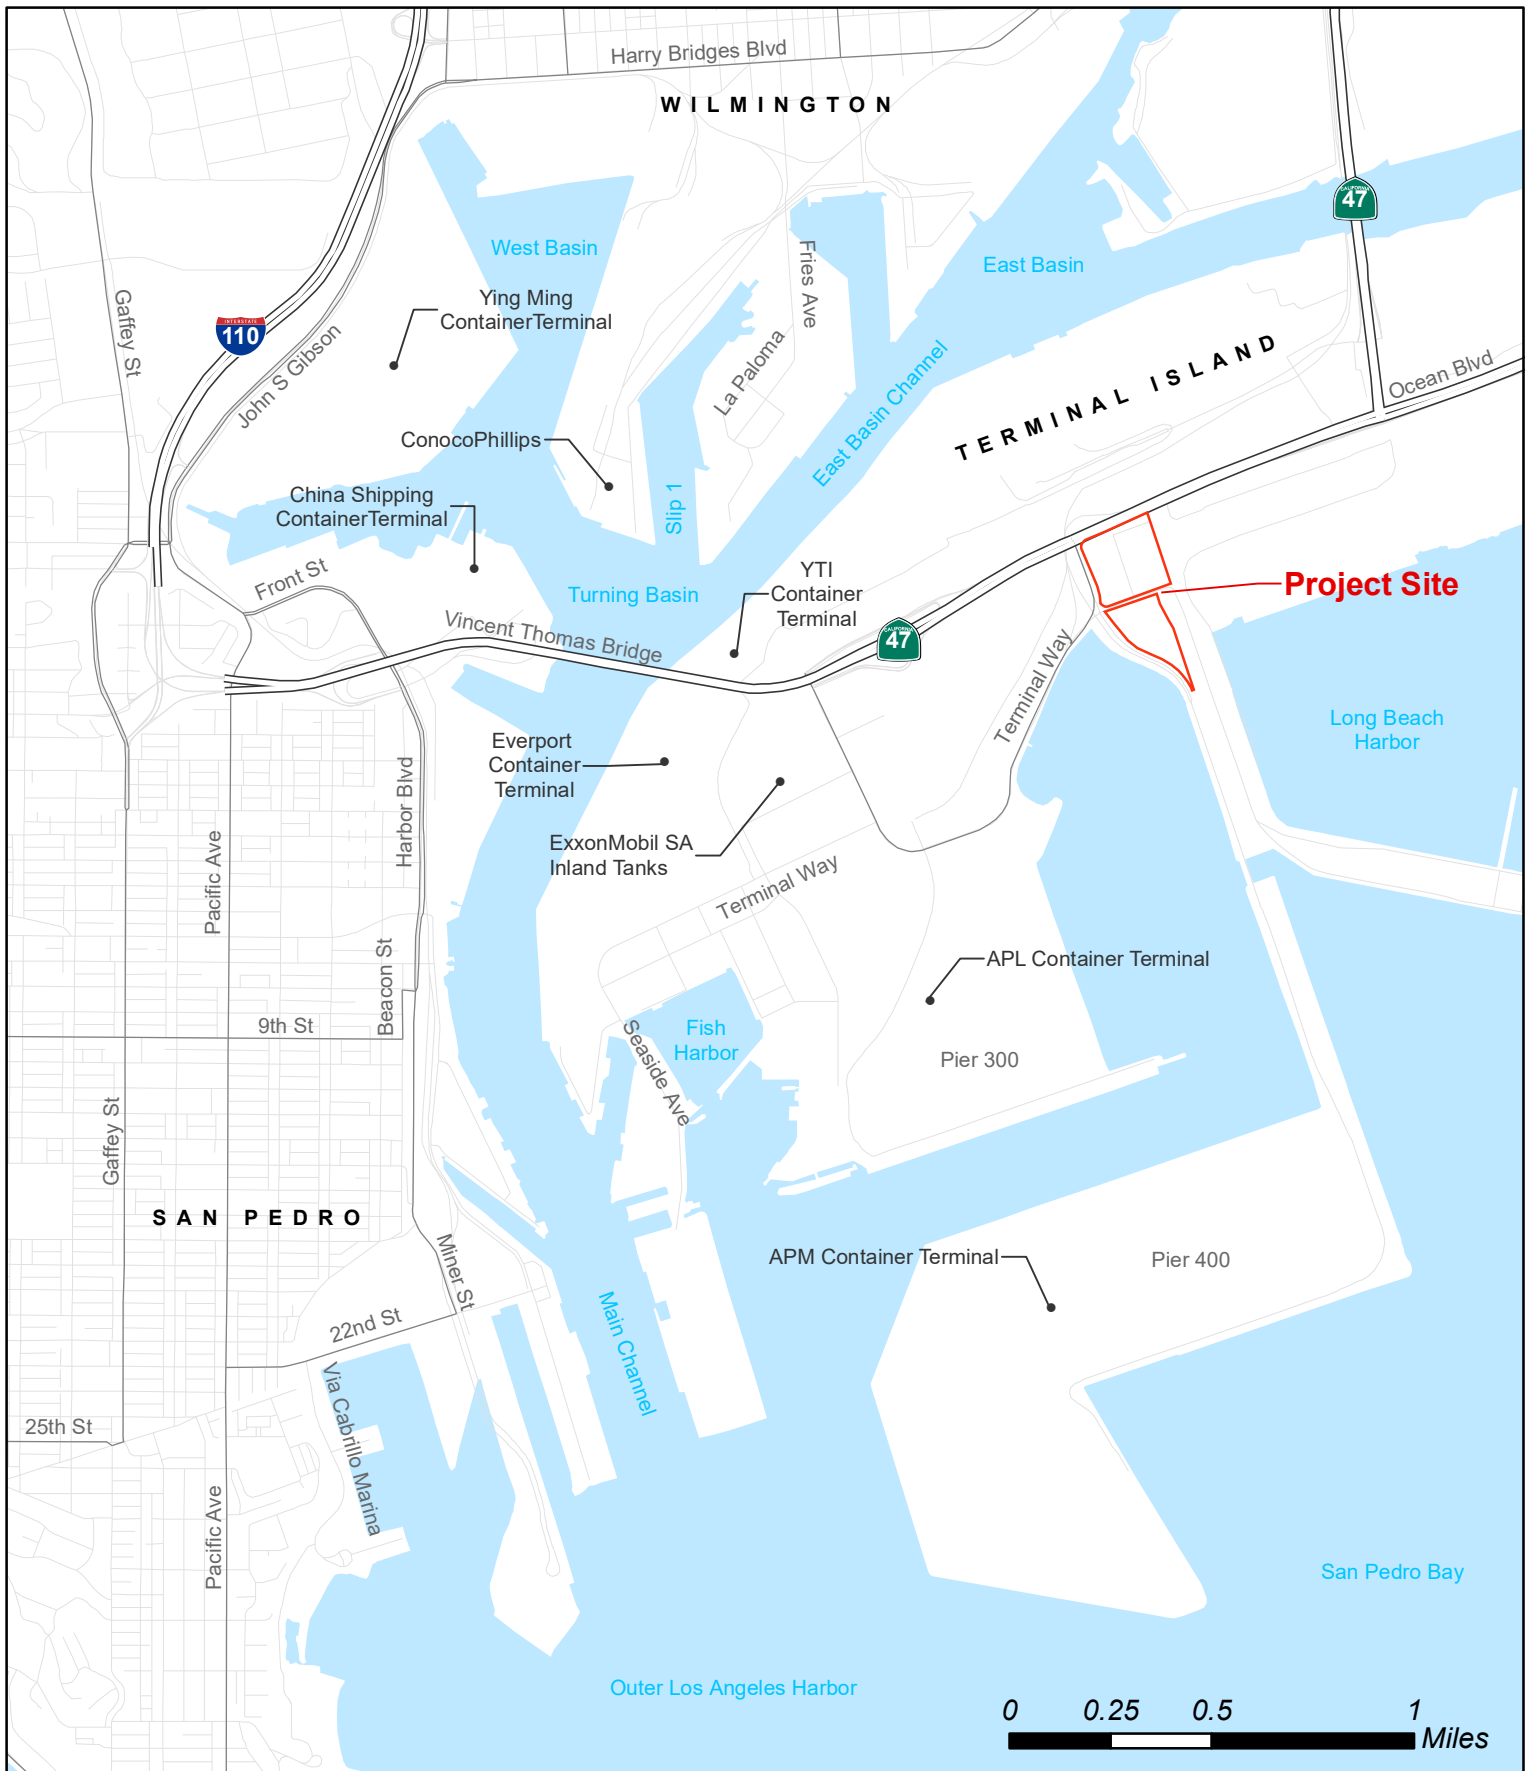 Harry Bridges Blvd
WILMINGTON
CALIFORNIA
47
West Basin
East Basin
Fries Ave
Gaffey St
Ying Ming
ContainerTerminal
INTERSTATE
110
John S Gibson
La Paloma
TERMINAL ISLAND
Ocean Blvd
East Basin Channel
ConocoPhillips
China Shipping
ContainerTerminal
Slip 1
Front St
Turning Basin
YTI
Container
Terminal
Project Site
Vincent Thomas Bridge
CALIFORNIA
47
Terminal Way
Long Beach
Harbor
Everport
Container
Terminal
Harbor Blvd
ExxonMobil SA
Inland Tanks
Pacific Ave
Terminal Way
Beacon St
APL Container Terminal
9th St
Fish
Harbor
Seaside Ave
Pier 300
Gaffey St
SAN PEDRO
Miner St
APM Container Terminal
Pier 400
22nd St
Main Channel
Via Cabrillo Marina
25th St
Pacific Ave
San Pedro Bay
Outer Los Angeles Harbor
0 0.25 0.5 1
Miles